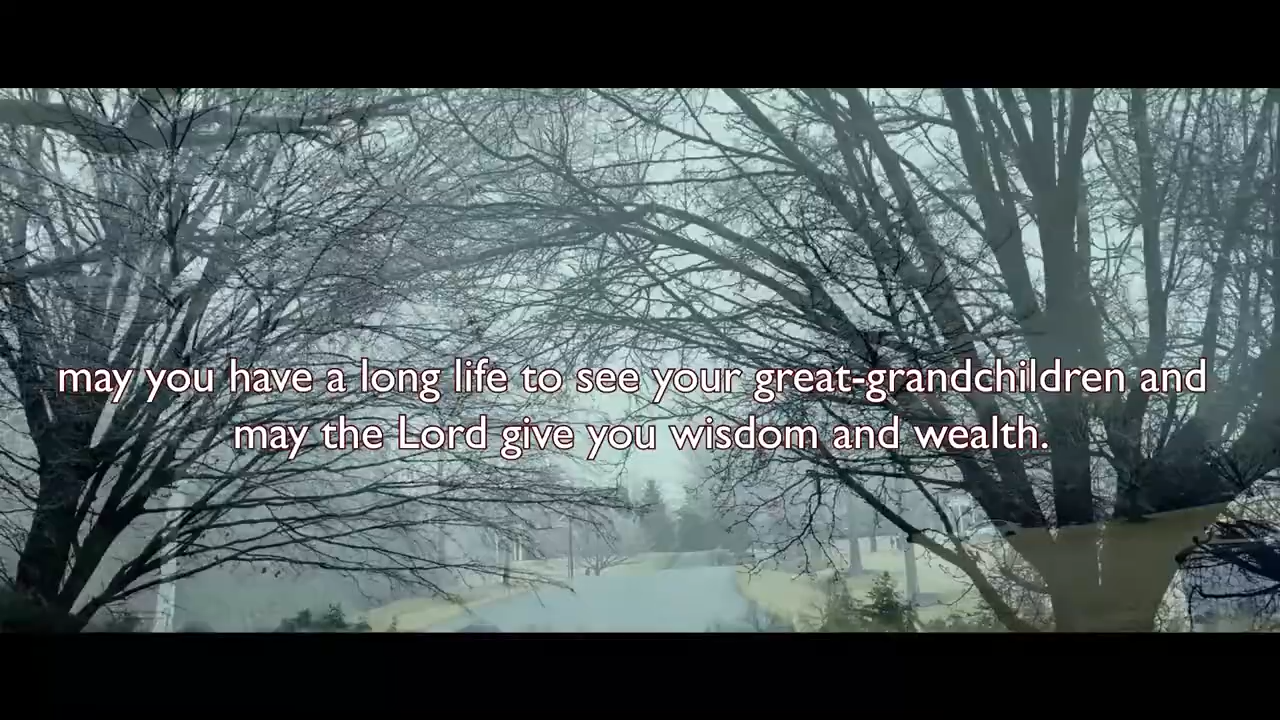 may you have a long life to see your great-grandchildren and
may the Lord give you wisdom and wealth.